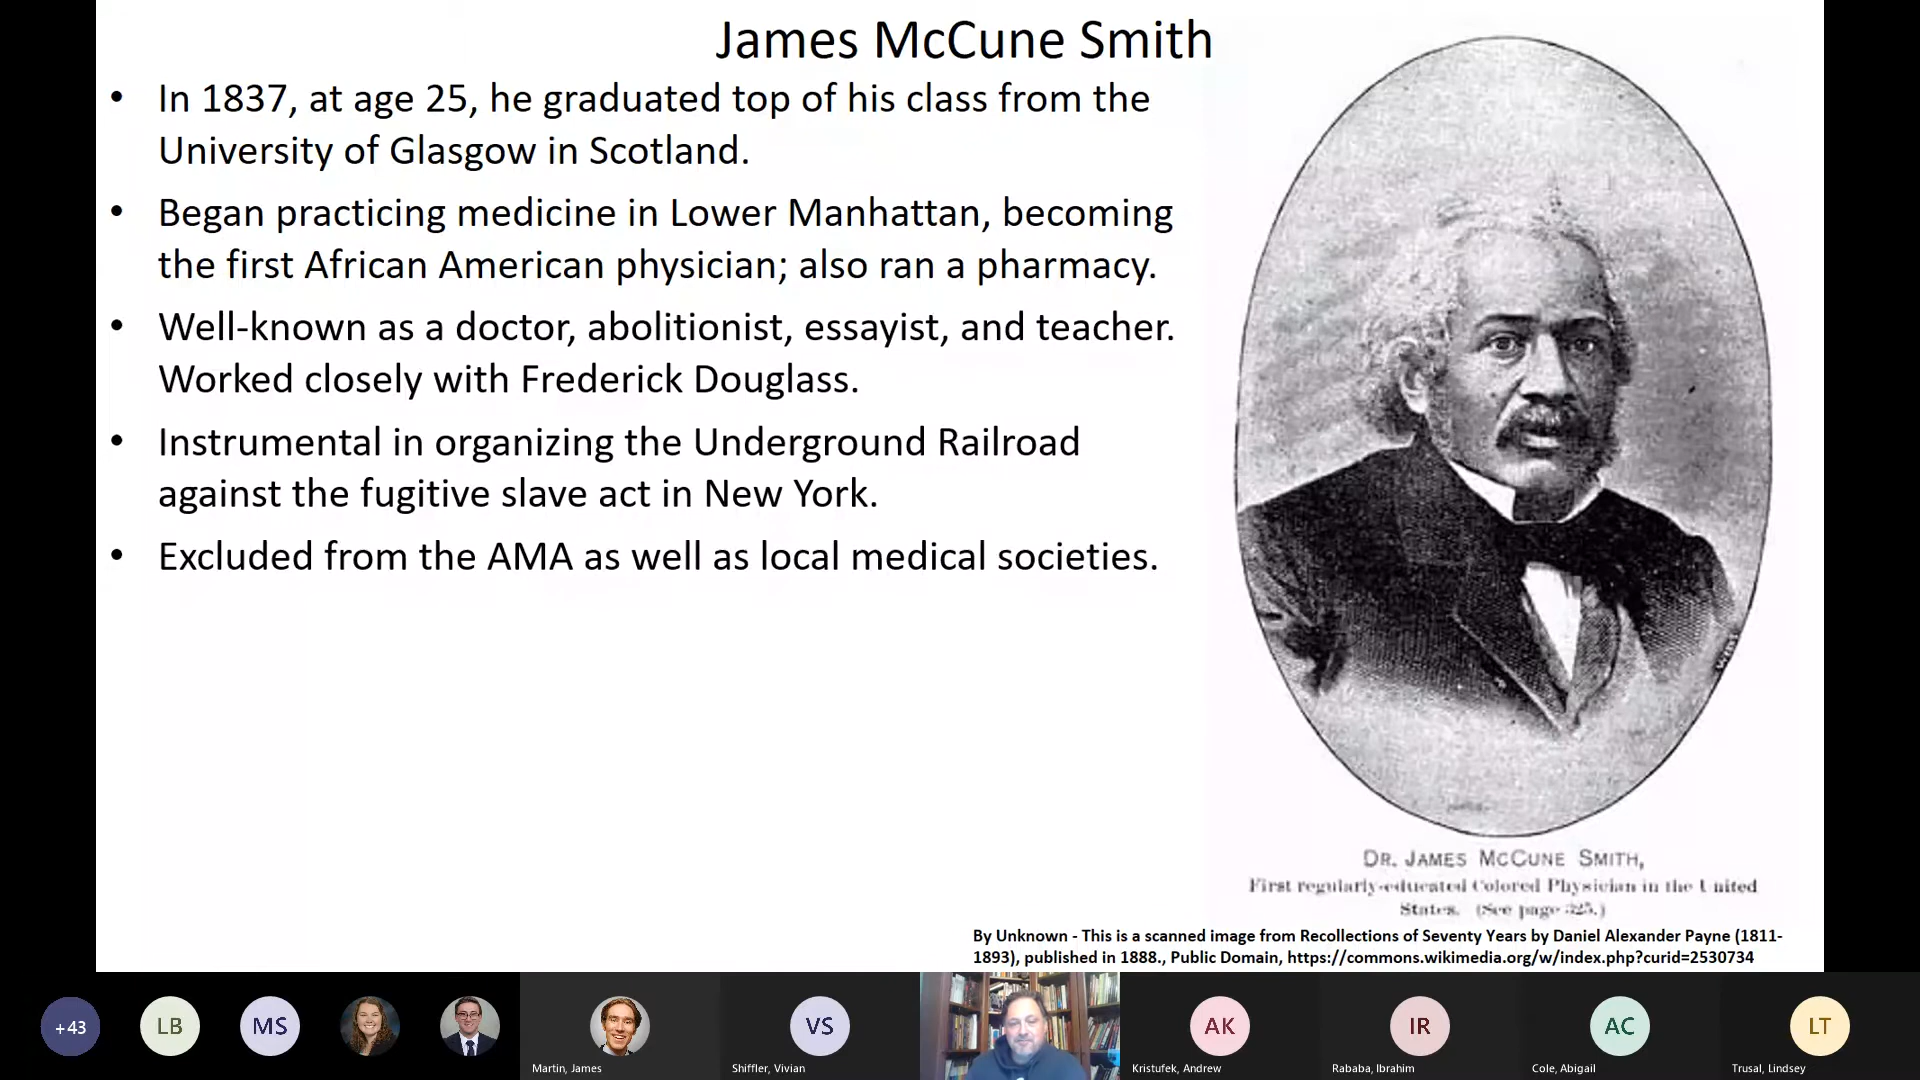 James McCune Smith
• In 1837, at age 25, he graduated top of his class from the
University of Glasgow in Scotland.
• Began practicing medicine in Lower Manhattan, becoming
the first African American physician; also ran a pharmacy.
• Well-known as a doctor, abolitionist, essayist, and teacher.
Worked closely with Frederick Douglass.
• Instrumental in organizing the Underground Railroad
against the fugitive slave act in New York.
• Excluded from the AMA as well as local medical societies.
DR. JAMES MCCUNE SMITH,
First regularly-educated Colored Physician in the United
States. (See page 325.)
By Unknown - This is a scanned image from Recollections of Seventy Years by Daniel Alexander Payne (1811-
1893), published in 1888., Public Domain, https://commons.wikimedia.org/w/index.php?curid=2530734
+43
LB
MS
Martin, James
VS
Shiffler, Vivian
AK
Kristufek, Andrew
IR
Rababa, Ibrahim
AC
Cole, Abigail
LT
Trusal, Lindsey